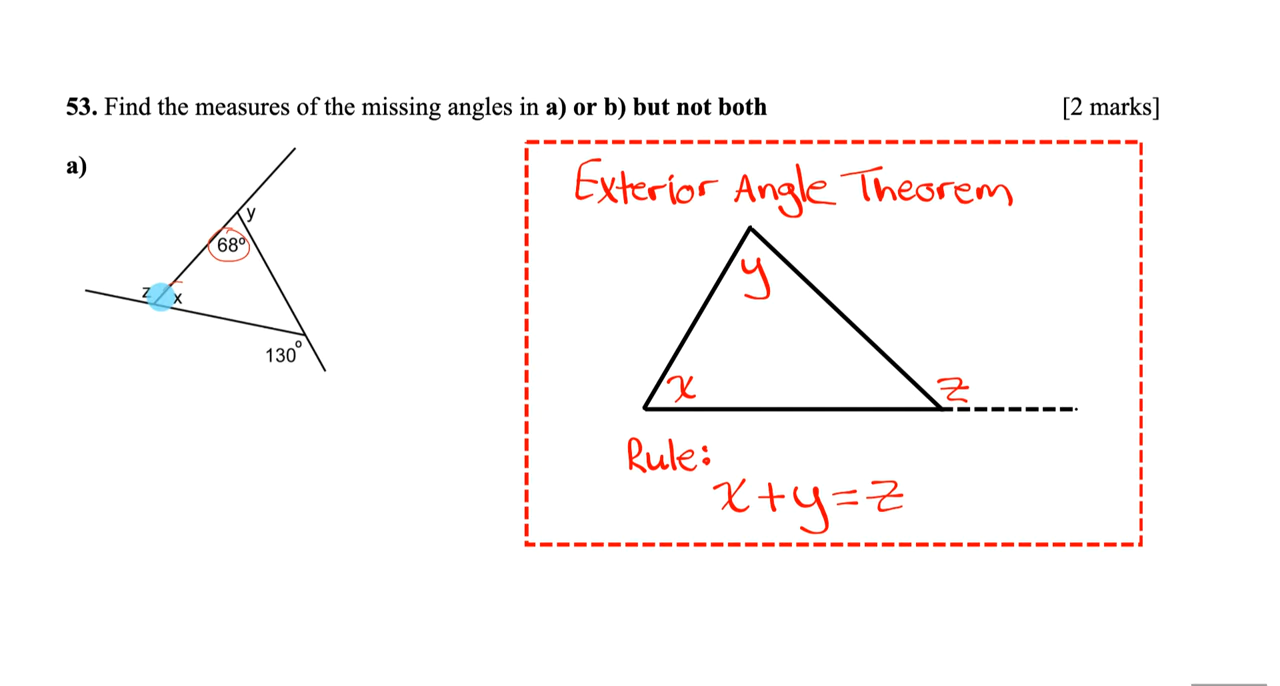 53. Find the measures of the missing angles in a) or b) but not both [2 marks]
a)
Exterior Angle Theorem
y
68º
z x
130°
y
x z
Rule:
x+y=z